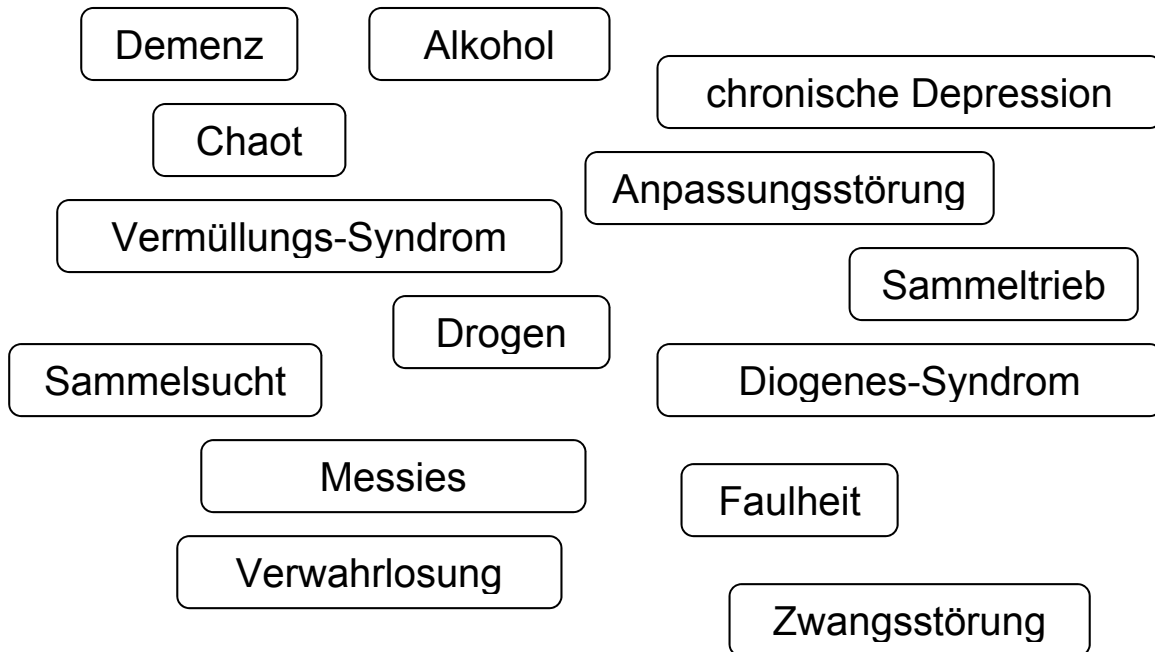 Demenz
Alkohol
chronische Depression
Chaot
Anpassungsstörung
Vermüllungs-Syndrom
Sammeltrieb
Drogen
Sammelsucht
Diogenes-Syndrom
Messies
Faulheit
Verwahrlosung
Zwangsstörung